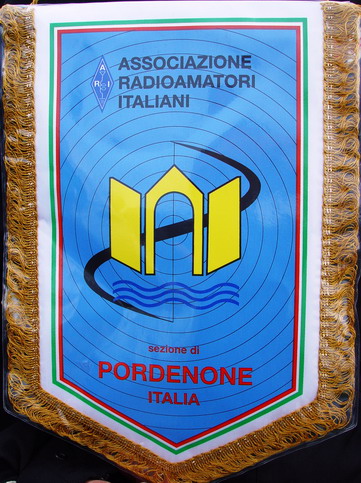 A
R I
ASSOCIAZIONE
RADIOAMATORI
ITALIANI
sezione di
PORDENONE
ITALIA